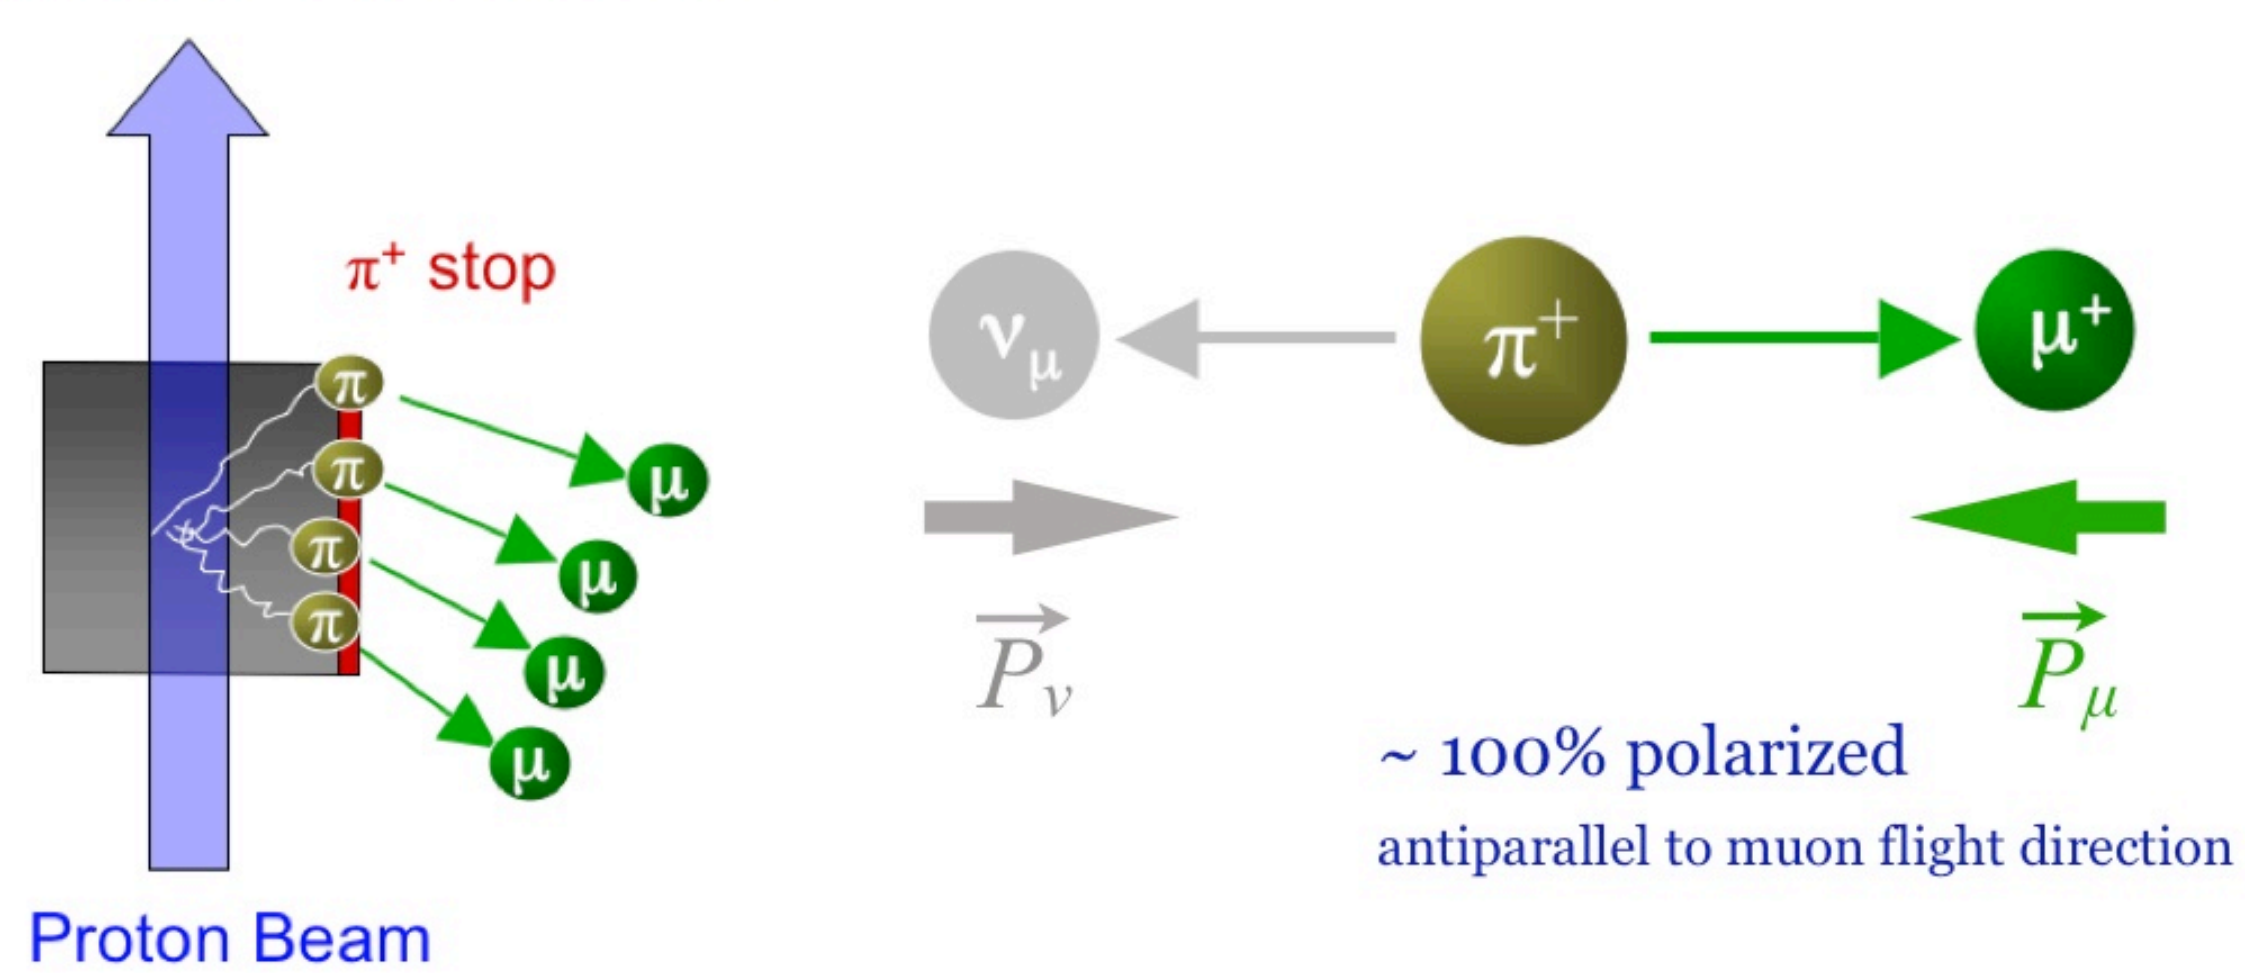 π⁺ stop
π
π
π
π
μ
μ
μ
μ
Proton Beam
ν_μ
π⁺
μ⁺
P⃗_ν
P⃗_μ
~ 100% polarized
antiparallel to muon flight direction